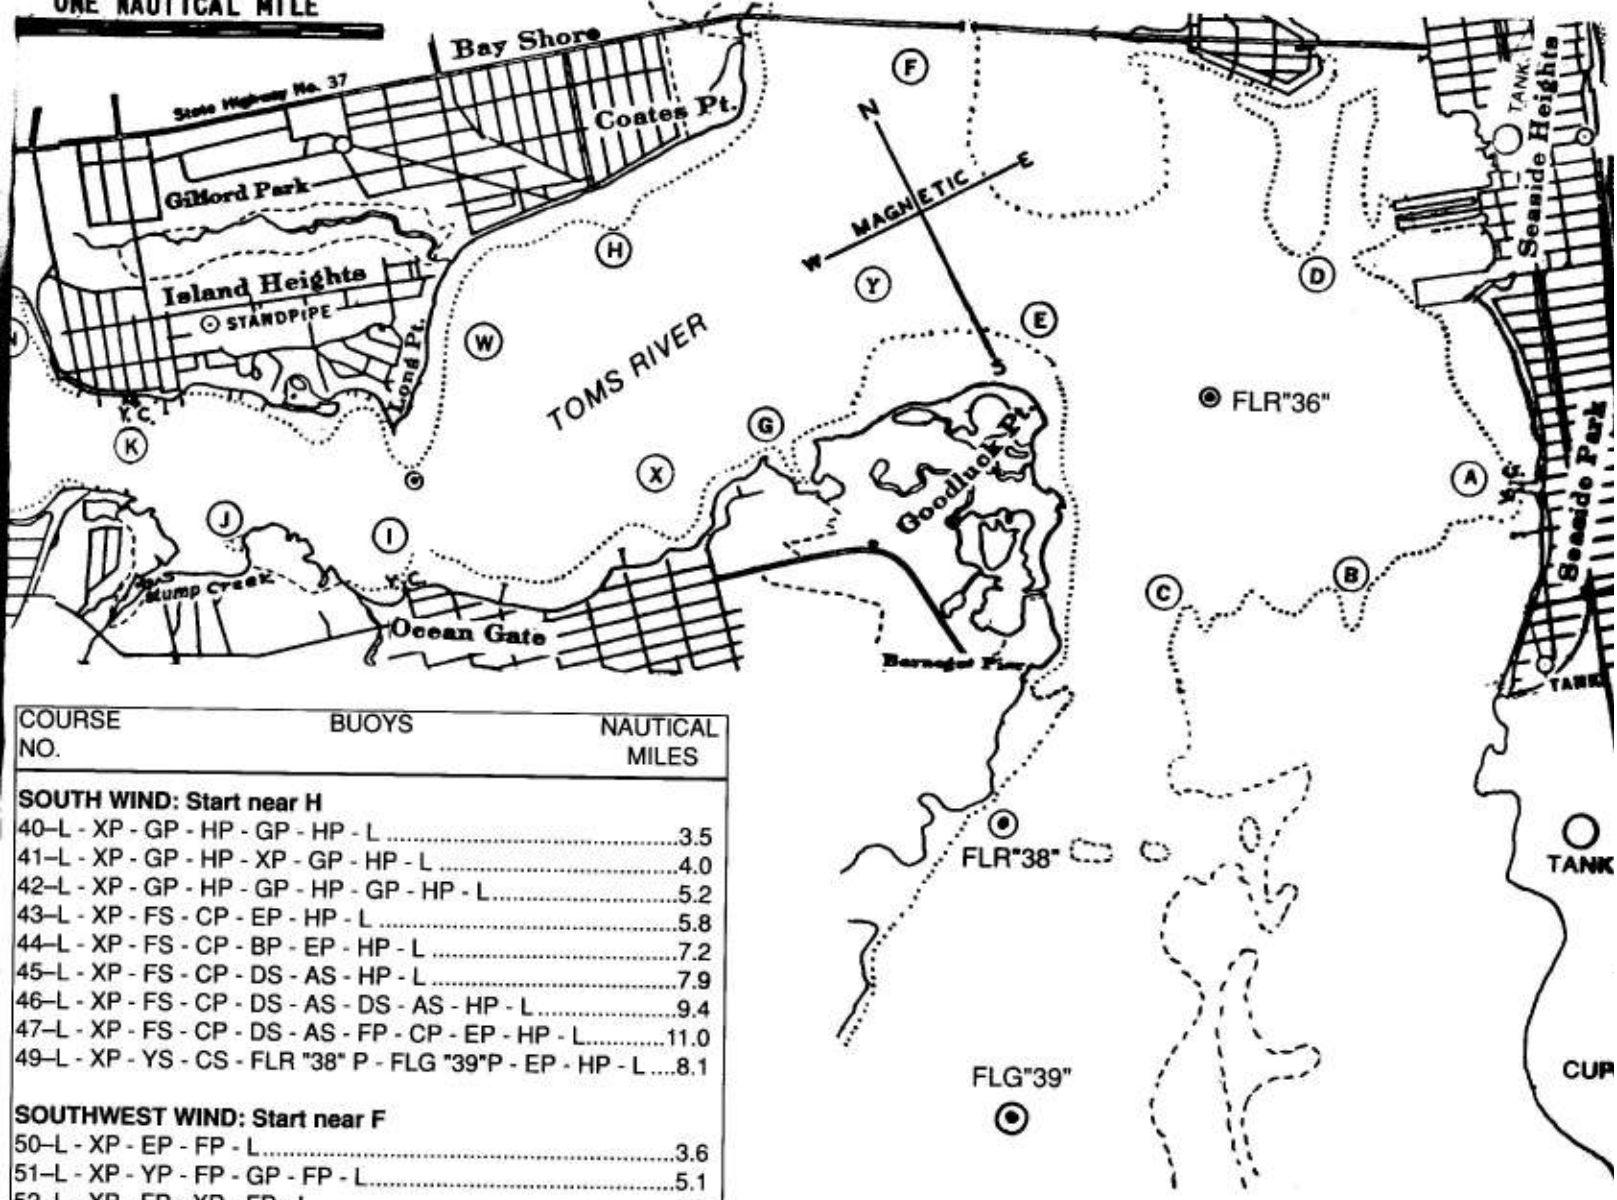 ONE NAUTICAL MILE
Bay Shore
State Highway No. 37
Coates Pt.
Gilford Park
Island Heights
STANDPIPE
Long Pt.
TOMS RIVER
N
MAGNETIC
W
E
S
F
H
Y
E
D
W
G
X
K
Y.C.
J
I
Y.C.
A
B
C
N
TANK
Seaside Heights
FLR"36"
Goodluck Pt.
Seaside Park
Stump Creek
Ocean Gate
Barnegat Pier
TANK
FLR"38"
TANK
FLG"39"
CUP
COURSE NO. BUOYS NAUTICAL MILES
SOUTH WIND: Start near H
40–L - XP - GP - HP - GP - HP - L ..........3.5
41–L - XP - GP - HP - XP - GP - HP - L ..........4.0
42–L - XP - GP - HP - GP - HP - GP - HP - L ..........5.2
43–L - XP - FS - CP - EP - HP - L ..........5.8
44–L - XP - FS - CP - BP - EP - HP - L ..........7.2
45–L - XP - FS - CP - DS - AS - HP - L ..........7.9
46–L - XP - FS - CP - DS - AS - DS - AS - HP - L ..........9.4
47–L - XP - FS - CP - DS - AS - FP - CP - EP - HP - L ..........11.0
49–L - XP - YS - CS - FLR "38" P - FLG "39"P - EP - HP - L ....8.1
SOUTHWEST WIND: Start near F
50–L - XP - EP - FP - L ..........3.6
51–L - XP - YP - FP - GP - FP - L ..........5.1